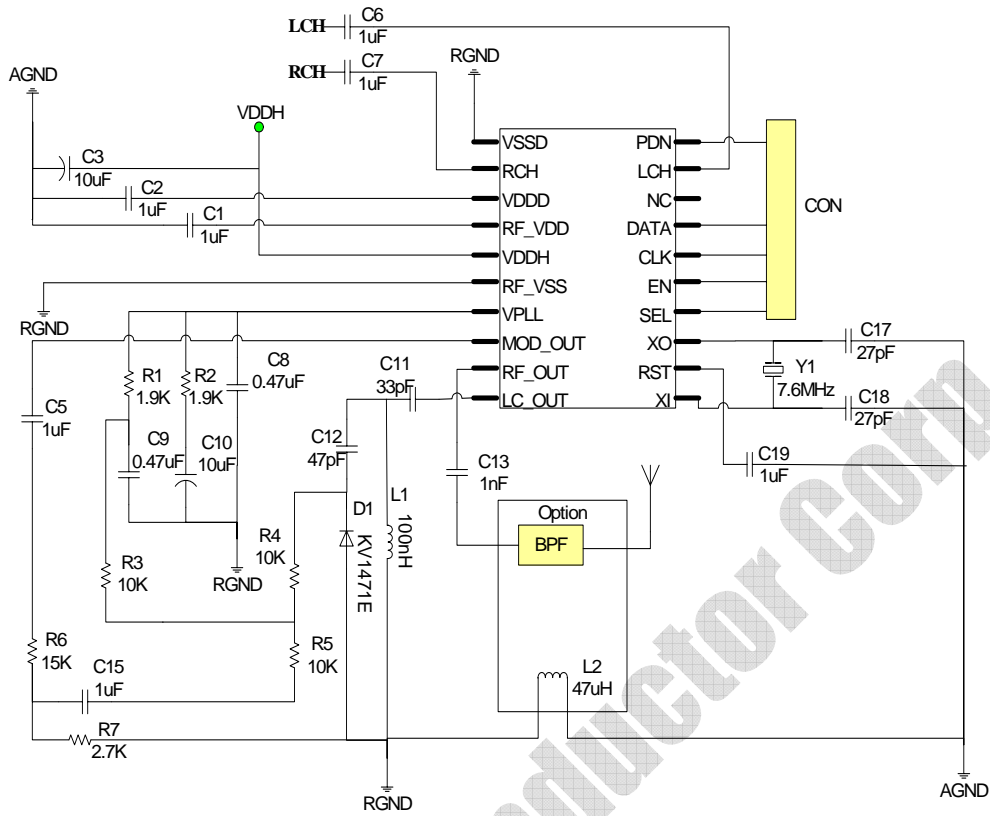 LCH
C6
1uF
RCH
C7
1uF
RGND
AGND
VDDH
C3
10uF
C2
1uF
C1
1uF
RGND
VSSD
RCH
VDDD
RF_VDD
VDDH
RF_VSS
VPLL
MOD_OUT
RF_OUT
LC_OUT
PDN
LCH
NC
DATA
CLK
EN
SEL
XO
RST
XI
CON
C17
27pF
Y1
7.6MHz
C18
27pF
C19
1uF
R1
1.9K
R2
1.9K
C8
0.47uF
C11
33pF
C5
1uF
C9
0.47uF
C10
10uF
C12
47pF
C13
1nF
L1
100nH
D1
KV1471E
Option
BPF
R3
10K
R4
10K
RGND
R5
10K
R6
15K
C15
1uF
L2
47uH
R7
2.7K
RGND
AGND
ductor Corp